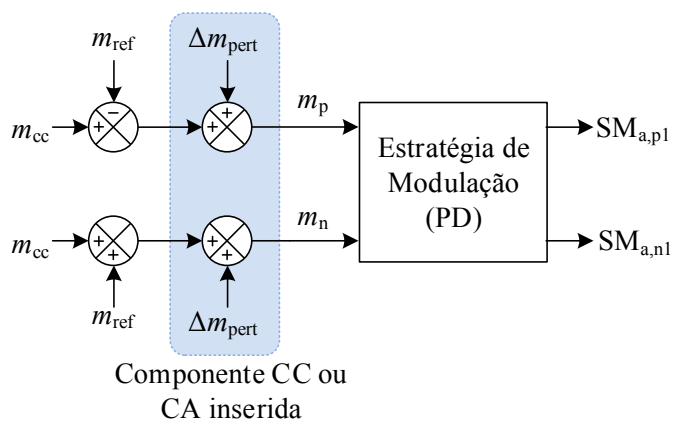 m_ref
Δm_pert
m_cc
m_p
SM_a,p1
Estratégia de
Modulação
(PD)
m_cc
m_n
SM_a,n1
m_ref
Δm_pert
Componente CC ou
CA inserida